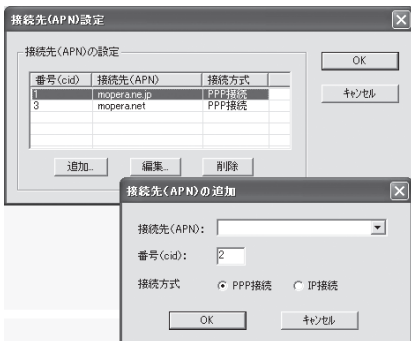 接続先(APN)設定
接続先(APN)の設定
番号(cid) 接続先(APN) 接続方式
1 mopera.ne.jp PPP接続
3 mopera.net PPP接続
追加... 編集... 削除
OK
キャンセル
接続先(APN)の追加
接続先(APN):
番号(cid): 2
接続方式 PPP接続 IP接続
OK キャンセル